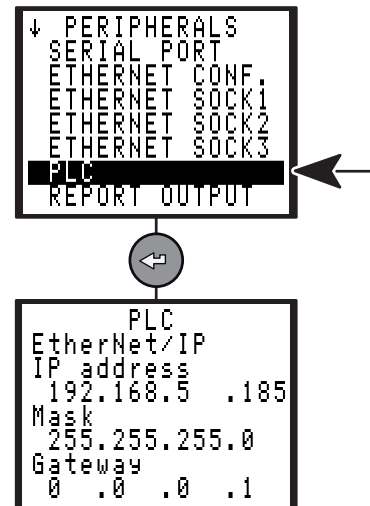 ↓ PERIPHERALS
SERIAL PORT
ETHERNET CONF.
ETHERNET SOCK1
ETHERNET SOCK2
ETHERNET SOCK3
PLC
REPORT OUTPUT
PLC
EtherNet/IP
IP address
192.168.5 .185
Mask
255.255.255.0
Gateway
0 .0 .0 .1